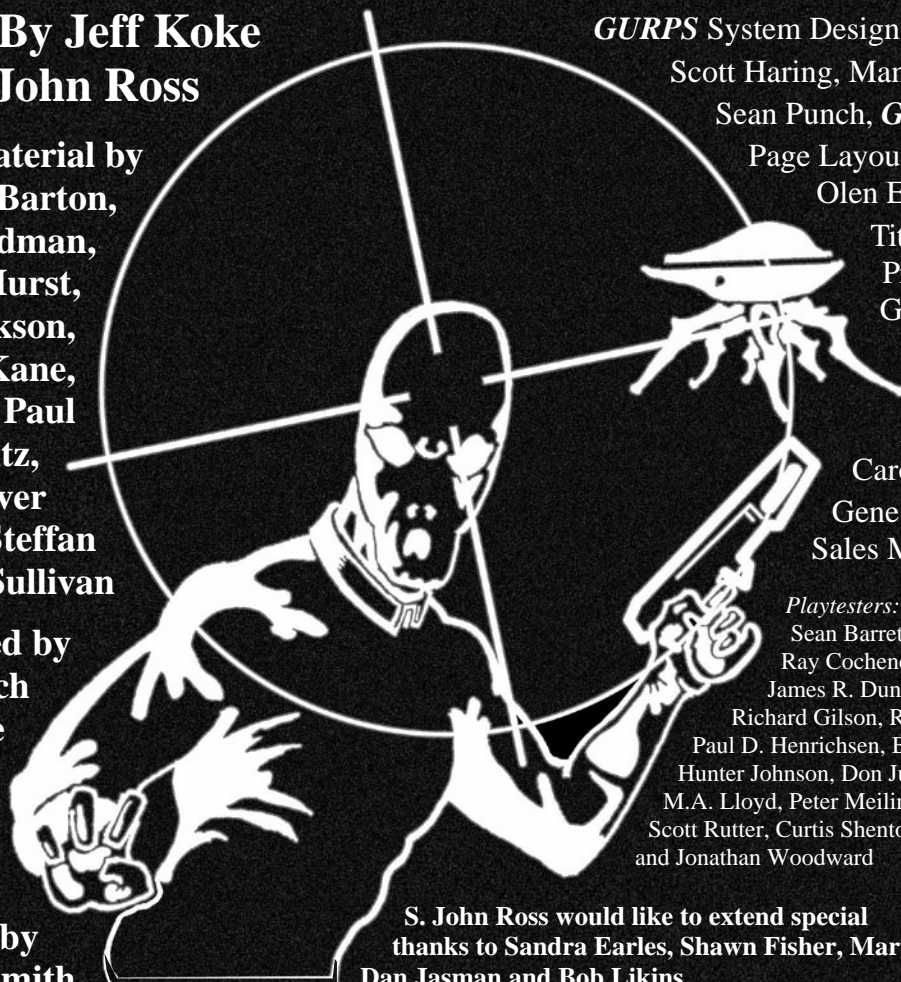 By Jeff Koke
John Ross
aterial by
Barton,
dman,
Hurst,
kson,
Kane,
Paul
tz,
ver
Steffan
Sullivan
ed by
ch
e
by
mith
GURPS System Design
Scott Haring, Man
Sean Punch, G
Page Layou
Olen E
Tit
P
G
Caro
Gene
Sales M
Playtesters:
Sean Barret
Ray Cochene
James R. Dun
Richard Gilson, R
Paul D. Henrichsen, B
Hunter Johnson, Don Ju
M.A. Lloyd, Peter Meilin
Scott Rutter, Curtis Shento
and Jonathan Woodward
S. John Ross would like to extend special
thanks to Sandra Earles, Shawn Fisher, Mar
Dan Jasman and Bob Likins